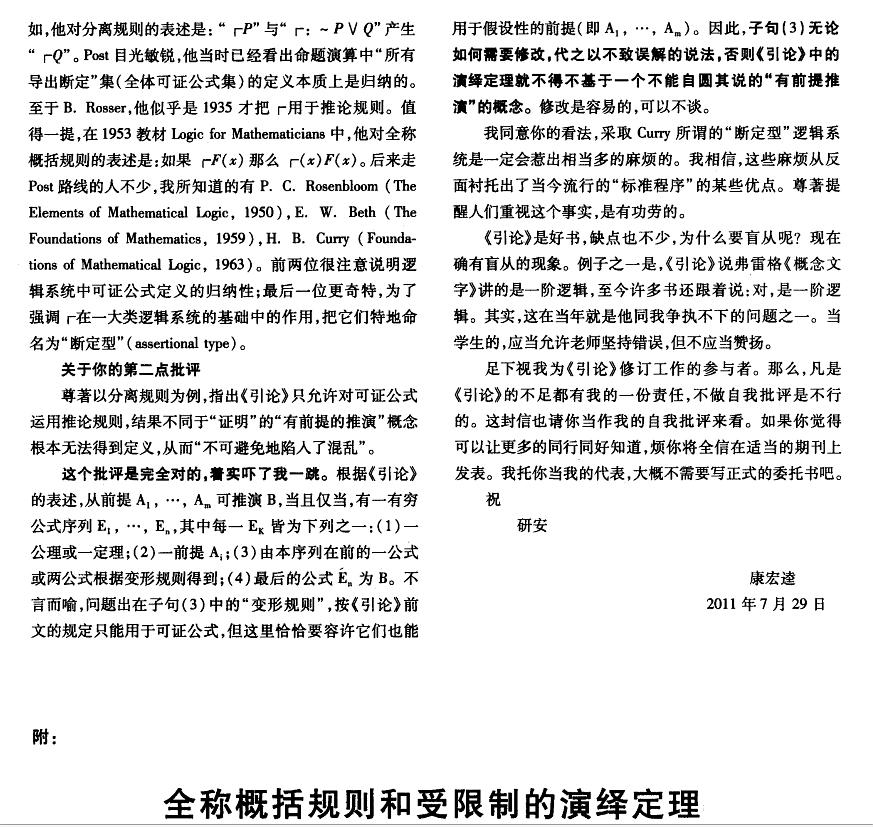 如,他对分离规则的表述是:“┌P”与“┌:~P∨Q”产生
“┌Q”。Post 目光敏锐,他当时已经看出命题演算中“所有
导出断定”集(全体可证公式集)的定义本质上是归纳的。
至于 B. Rosser,他似乎是 1935 才把 ┌用于推论规则。值
得一提,在 1953 教材 Logic for Mathematicians 中,他对全称
概括规则的表述是:如果 ┌F(x) 那么 ┌(x)F(x)。后来走
Post 路线的人不少,我所知道的有 P. C. Rosenbloom (The
Elements of Mathematical Logic, 1950), E. W. Beth (The
Foundations of Mathematics, 1959), H. B. Curry (Founda-
tions of Mathematical Logic, 1963)。前两位很注意说明逻
辑系统中可证公式定义的归纳性;最后一位更奇特,为了
强调 ┌在一大类逻辑系统的基础中的作用,把它们特地命
名为“断定型”(assertional type)。
关于你的第二点批评
尊著以分离规则为例,指出《引论》只允许对可证公式
运用推论规则,结果不同于“证明”的“有前提的推演”概念
根本无法得到定义,从而“不可避免地陷人了混乱”。
这个批评是完全对的,着实吓了我一跳。根据《引论》
的表述,从前提 A₁, …, Aₘ 可推演 B,当且仅当,有一有穷
公式序列 E₁, …, Eₙ,其中每一 Eₖ 皆为下列之一:(1)一
公理或一定理;(2)一前提 Aᵢ;(3)由本序列在前的一公式
或两公式根据变形规则得到;(4)最后的公式 Eₙ 为 B。不
言而喻,问题出在子句(3)中的“变形规则”,按《引论》前
文的规定只能用于可证公式,但这里恰恰要容许它们也能
用于假设性的前提(即 A₁, …, Aₘ)。因此,子句(3)无论
如何需要修改,代之以不致误解的说法,否则《引论》中的
演绎定理就不得不基于一个不能自圆其说的“有前提推
演”的概念。修改是容易的,可以不谈。
我同意你的看法,采取 Curry 所谓的“断定型”逻辑系
统是一定会惹出相当多的麻烦的。我相信,这些麻烦从反
面衬托出了当今流行的“标准程序”的某些优点。尊著提
醒人们重视这个事实,是有功劳的。
《引论》是好书,缺点也不少,为什么要盲从呢?现在
确有盲从的现象。例子之一是,《引论》说弗雷格《概念文
字》讲的是一阶逻辑,至今许多书还跟着说:对,是一阶逻
辑。其实,这在当年就是他同我争执不下的问题之一。当
学生的,应当允许老师坚持错误,但不应当赞扬。
足下视我为《引论》修订工作的参与者。那么,凡是
《引论》的不足都有我的一份责任,不做自我批评是不行
的。这封信也请你当作我的自我批评来看。如果你觉得
可以让更多的同行同好知道,烦你将全信在适当的期刊上
发表。我托你当我的代表,大概不需要写正式的委托书吧。
祝
研安
康宏逵
2011 年 7 月 29 日
附:
全称概括规则和受限制的演绎定理